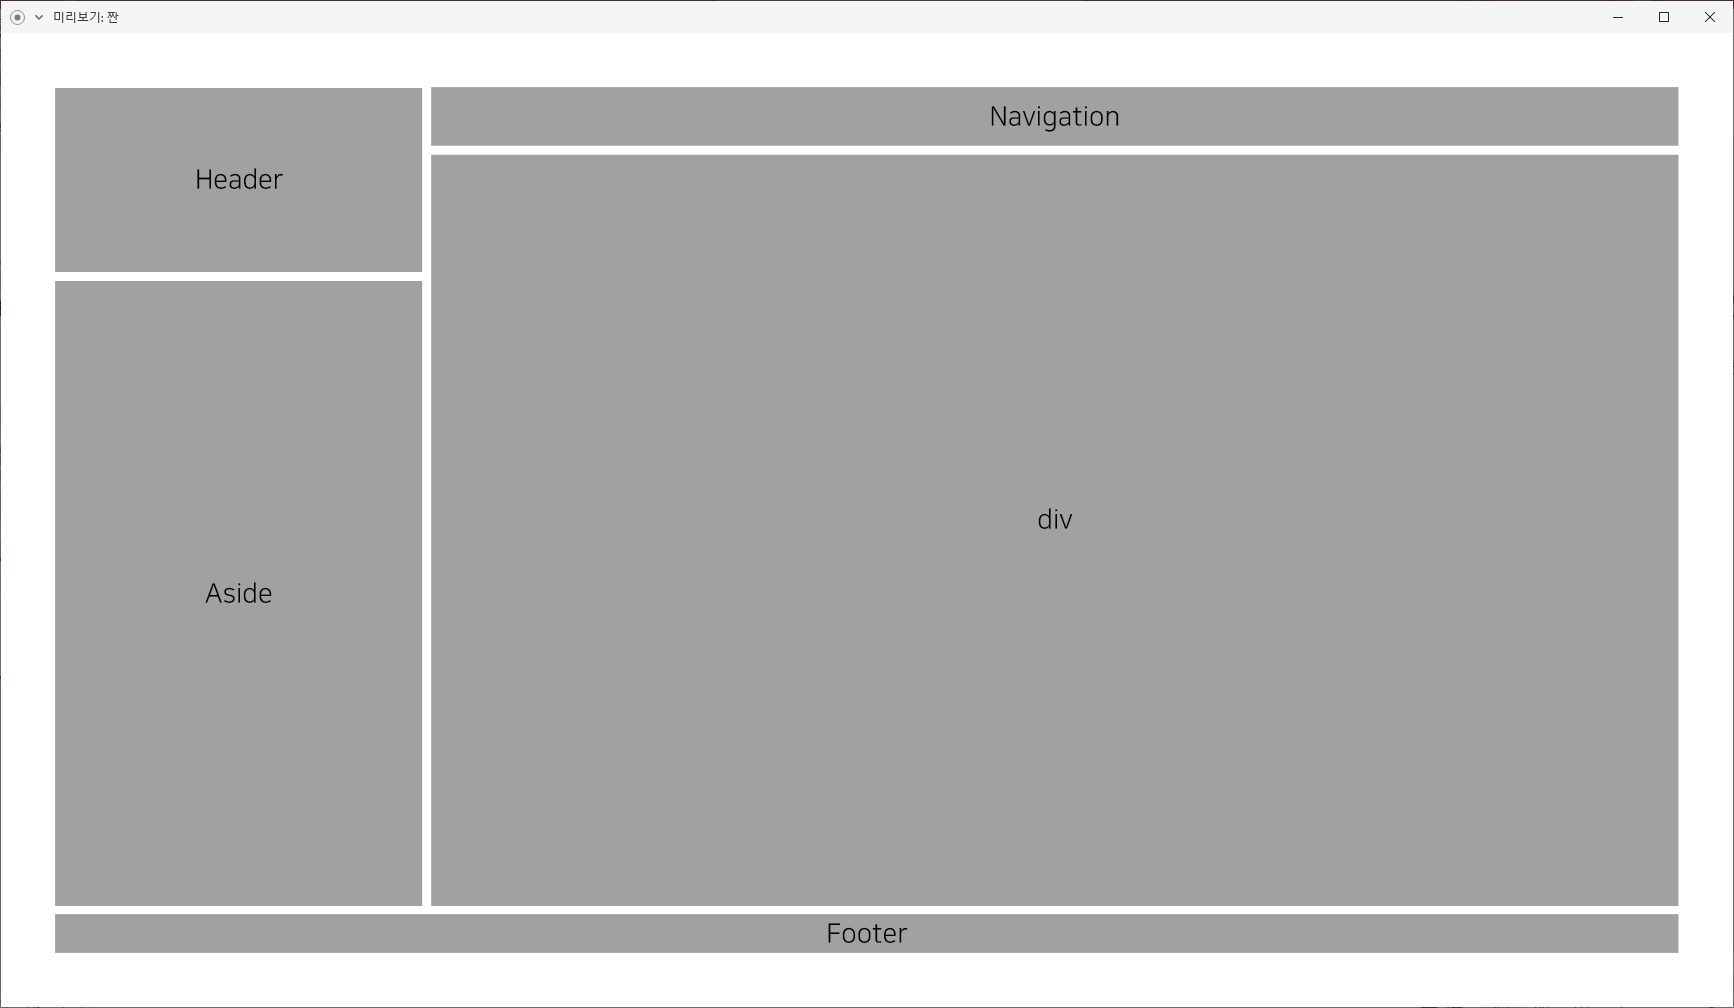 미리보기: 짠
Navigation
Header
div
Aside
Footer